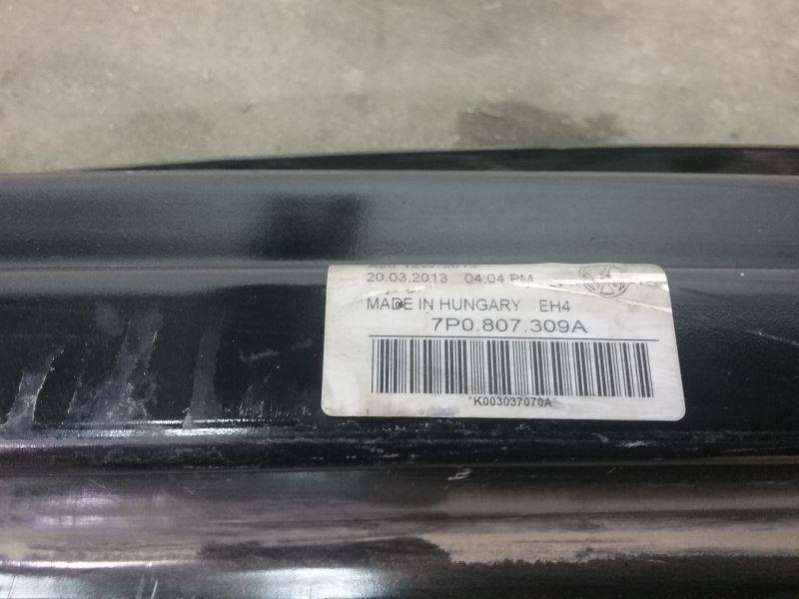 20.03.2013 04:04 PM
MADE IN HUNGARY EH4
7P0.807.309A
*K003037070A